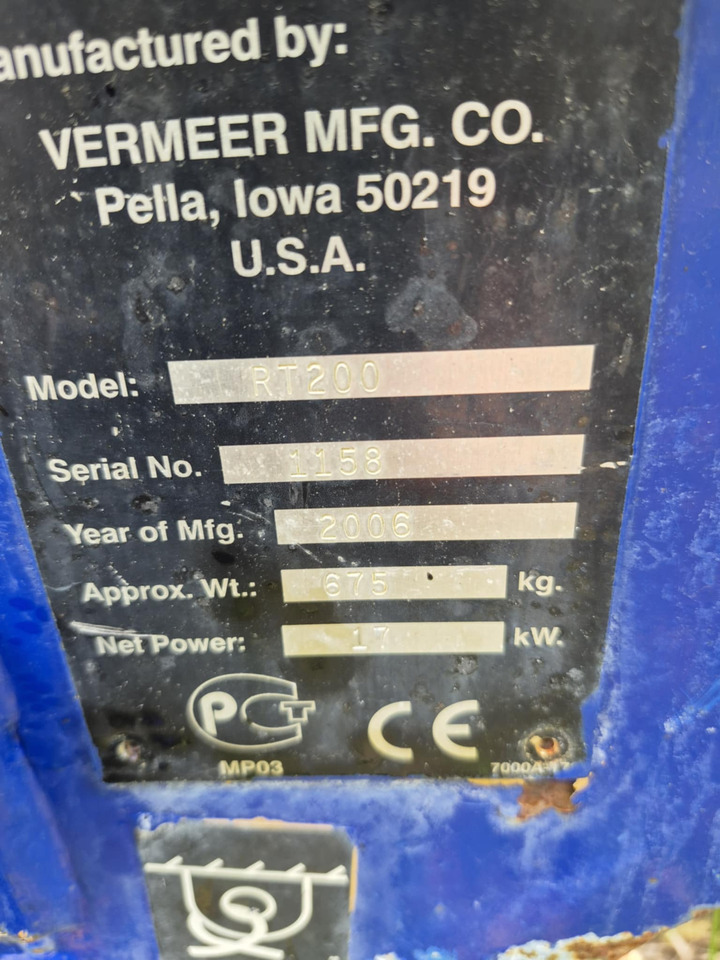 anufactured by:
VERMEER MFG. CO.
Pella, Iowa 50219
U.S.A.
Model: RT200
Serial No. 1158
Year of Mfg. 2006
Approx. Wt.: 675 kg.
Net Power: 17 kW.
PCT CE
MP03